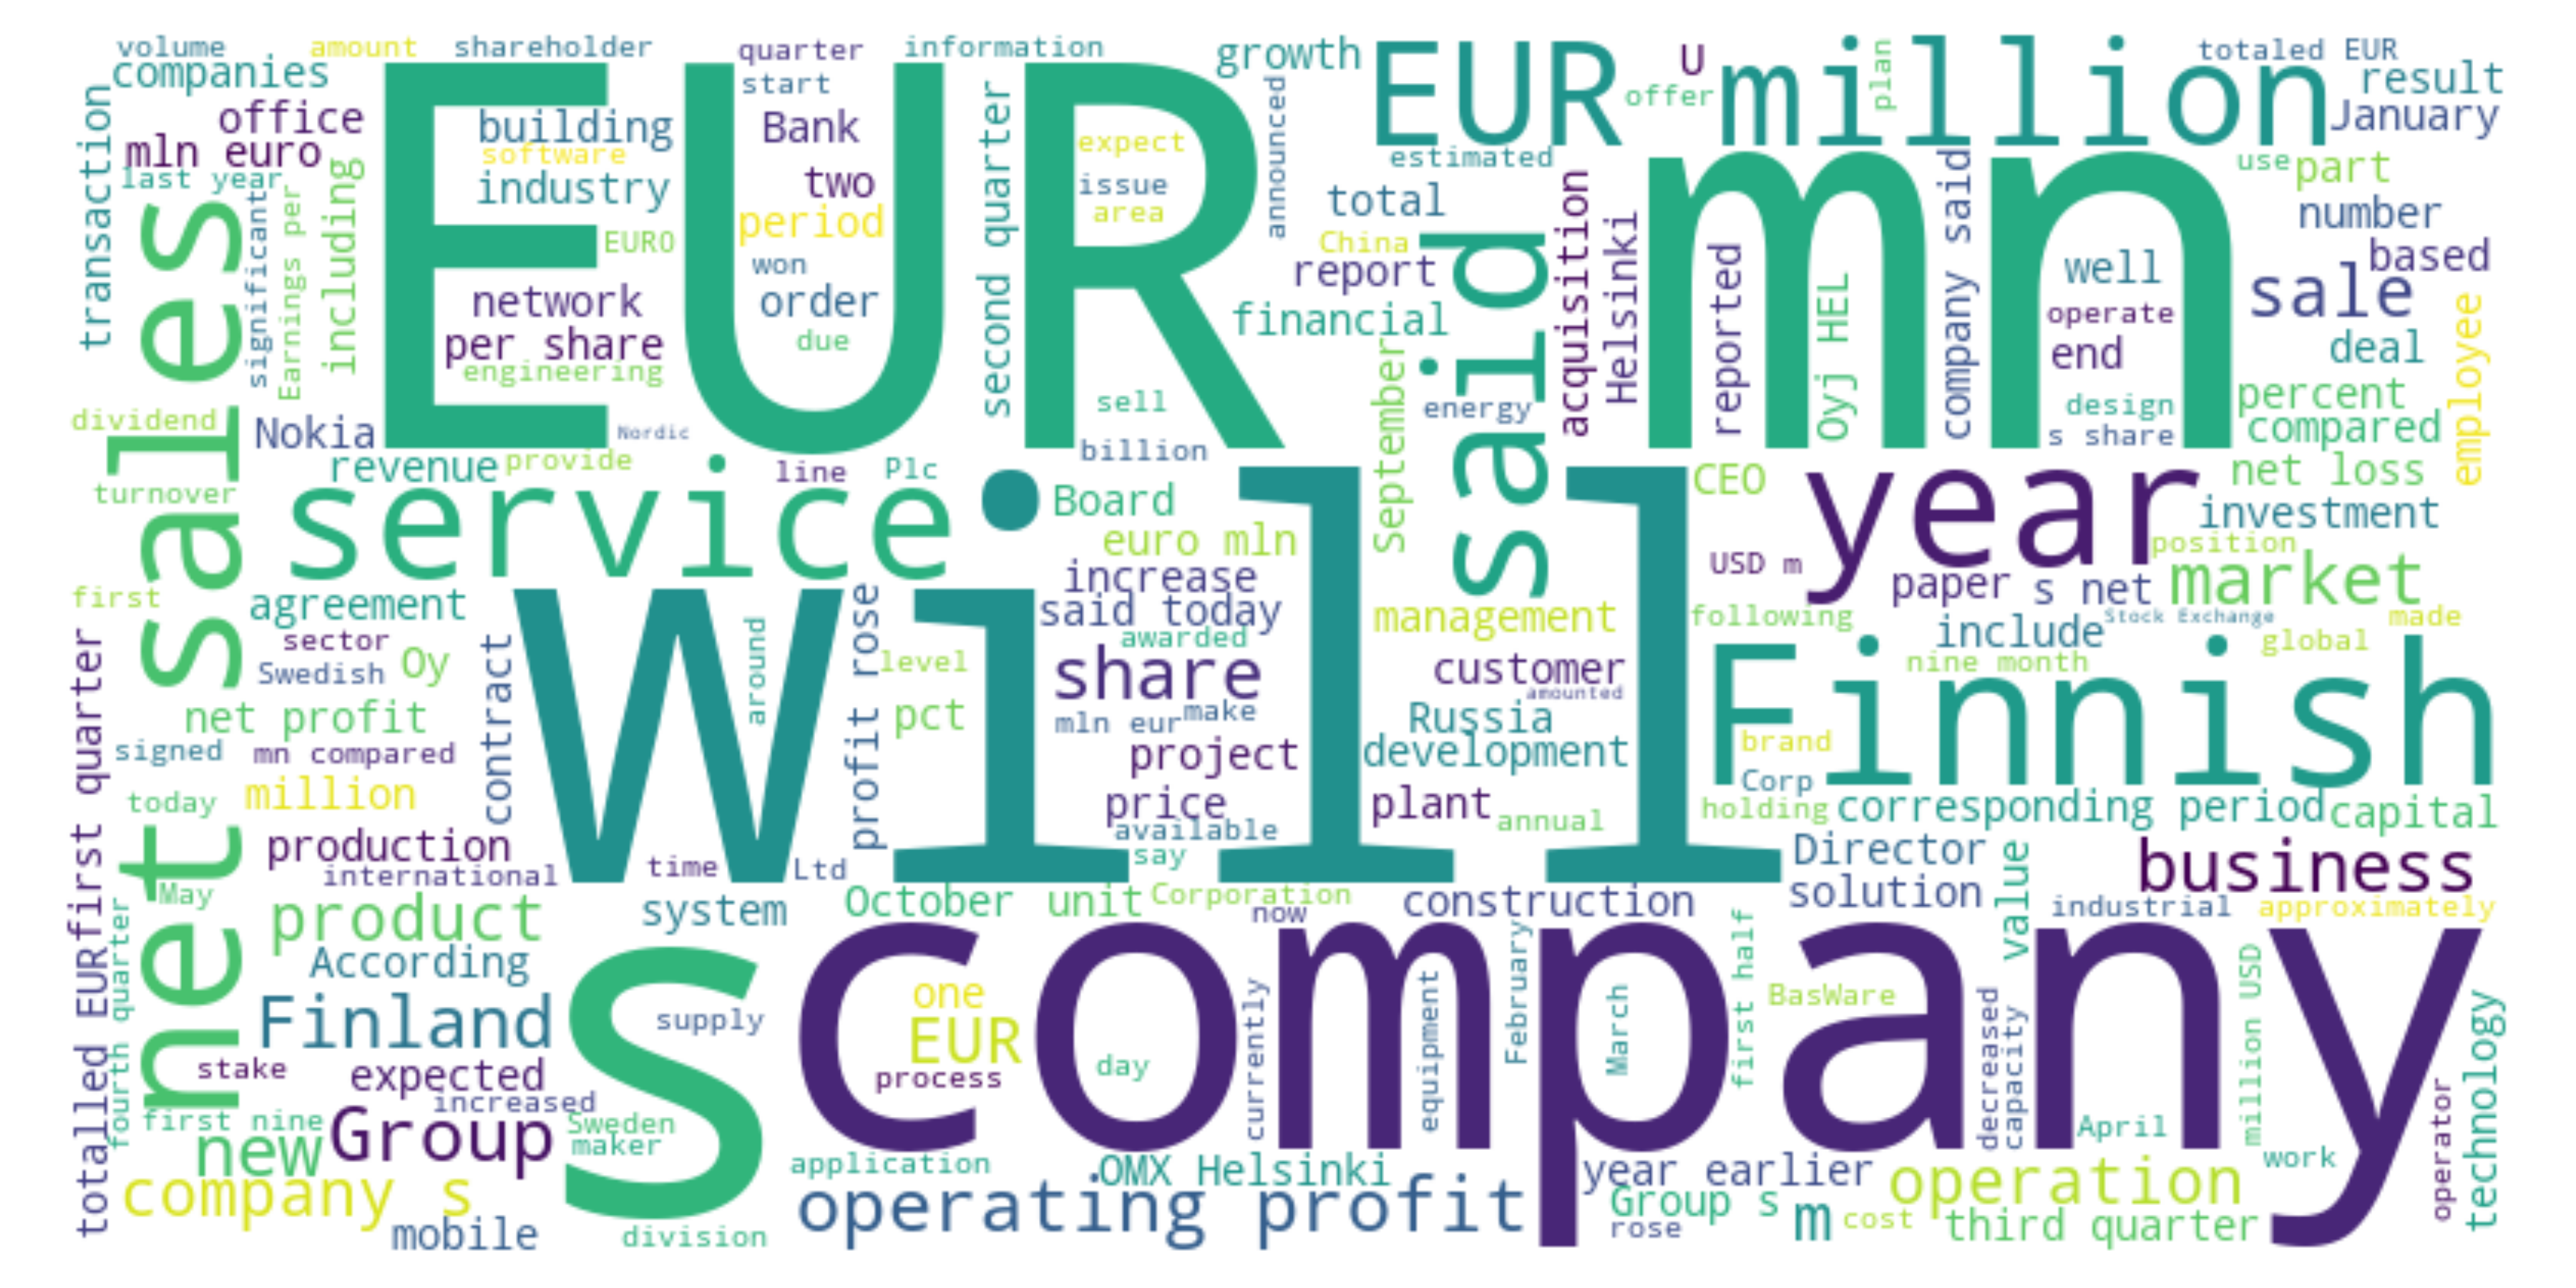 volume
amount
shareholder
quarter
information
growth
EUR million
U
plan
totaled EUR
companies
start
offer
result
January
transaction
office
building
Bank
EUR
second quarter
expect
announced
estimated
mln euro
software
two
issue
area
total
acquisition
mn
company said
use
part
last year
industry
period
China
number
net sales
significant
Earnings per
including
EURO
won
report
said
Helsinki
reported
Oyj HEL
well
based
network
order
financial
operate
sale
per share
due
end
deal
employee
engineering
September
design
percent
dividend
Nokia
Nordic
sell
energy
s share
compared
billion
revenue
provide
line
Plc
CEO
year
net loss
turnover
service
Board
investment
will
euro mln
USD m
position
first
agreement
increase
paper
s net
market
said today
management
following
Stock Exchange
made
sector
contract
around
profit rose
awarded
include
global
Swedish
Oy
level
share
customer
nine month
Finnish
amounted
net profit
pct
mln eur
make
Russia
signed
mn compared
project
development
brand
Corp
today
million
price
plant
annual
holding
corresponding period
capital
production
available
international
time
Ltd
say
Director
value
business
May
product
system
October
unit
Corporation
now
construction
solution
industrial
approximately
totalled EUR
first quarter
fourth quarter
According
s
company
one
EUR
currently
equipment
February
March
first half
BasWare
decreased
capacity
million USD
technology
Finland
supply
process
day
stake
expected
increased
operator
first nine
Sweden
April
new
Group
maker
application
OMX Helsinki
year earlier
operation
work
company s
operating profit
Group s
m
cost
third quarter
mobile
division
rose